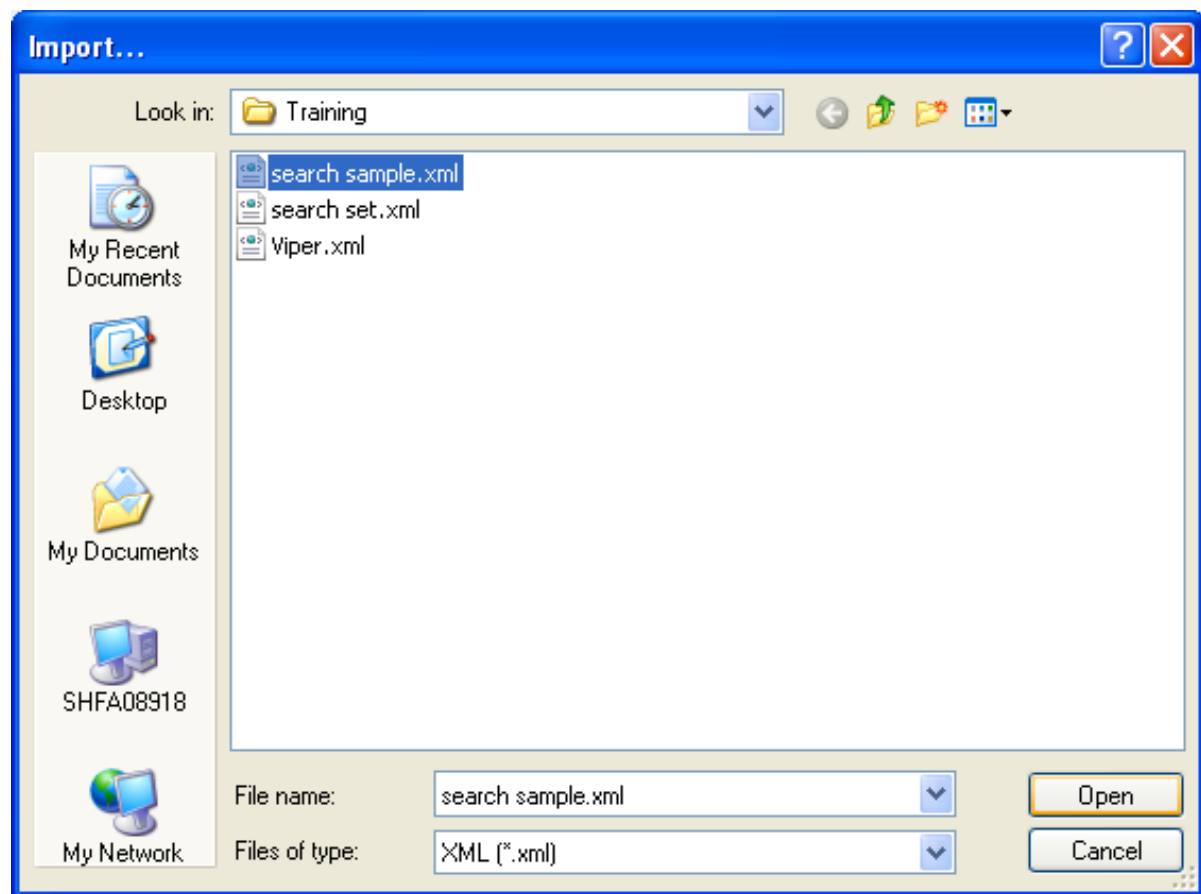 Import...
Look in: Training
search sample.xml
search set.xml
Viper.xml
My Recent
Documents
Desktop
My Documents
SHFA08918
My Network
File name: search sample.xml Open
Files of type: XML (*.xml) Cancel